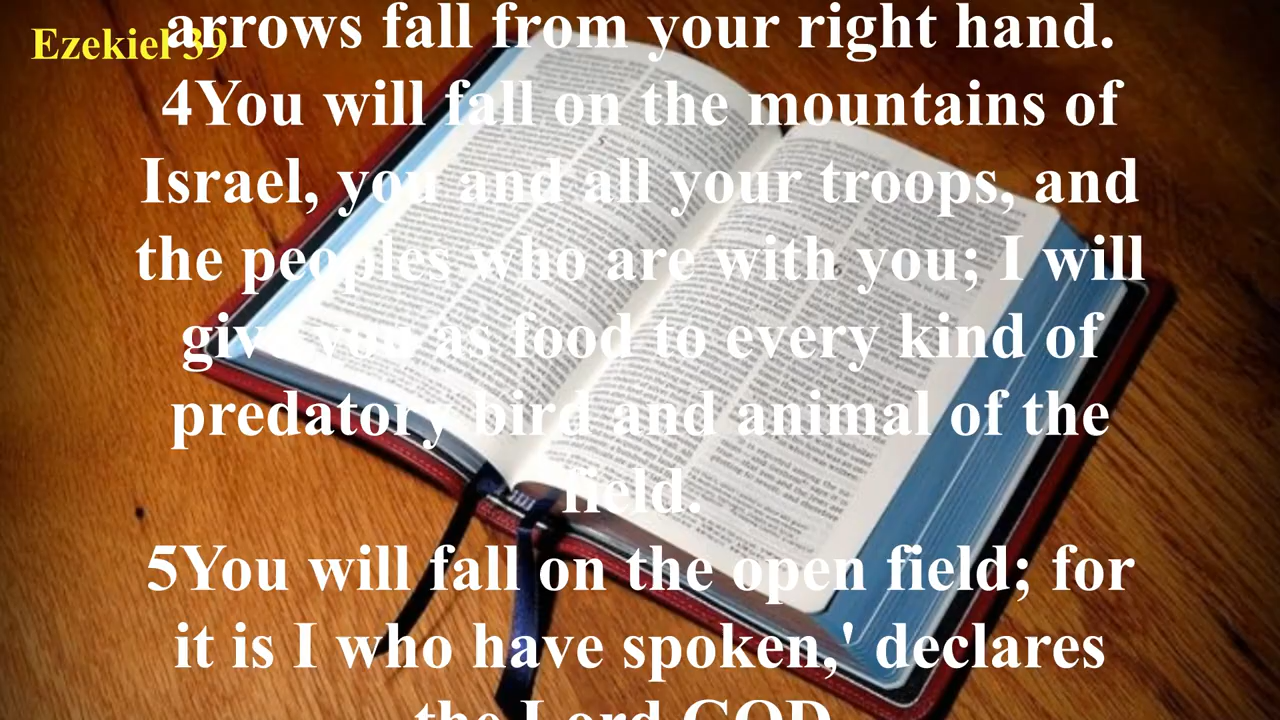 Ezekiel 39
arrows fall from your right hand.
4You will fall on the mountains of
Israel, you and all your troops, and
the peoples who are with you; I will
give you as food to every kind of
predatory bird and animal of the
field.
5You will fall on the open field; for
it is I who have spoken,' declares
the Lord GOD